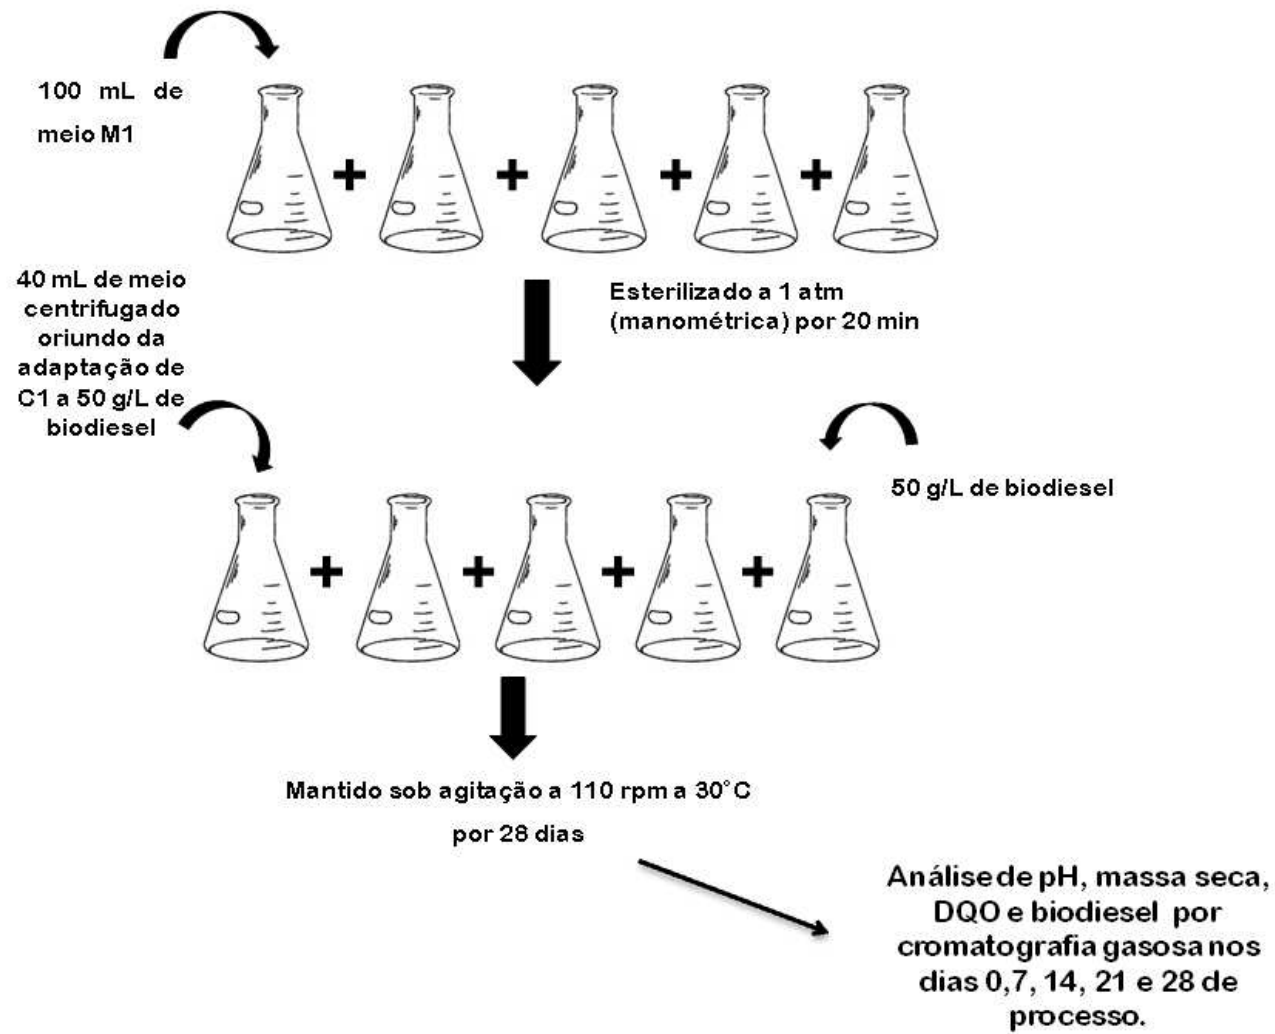 100 mL de
meio M1
40 mL de meio
centrifugado
oriundo da
adaptação de
C1 a 50 g/L de
biodiesel
Esterilizado a 1 atm
(manométrica) por 20 min
50 g/L de biodiesel
Mantido sob agitação a 110 rpm a 30°C
por 28 dias
Análise de pH, massa seca,
DQO e biodiesel por
cromatografia gasosa nos
dias 0,7, 14, 21 e 28 de
processo.